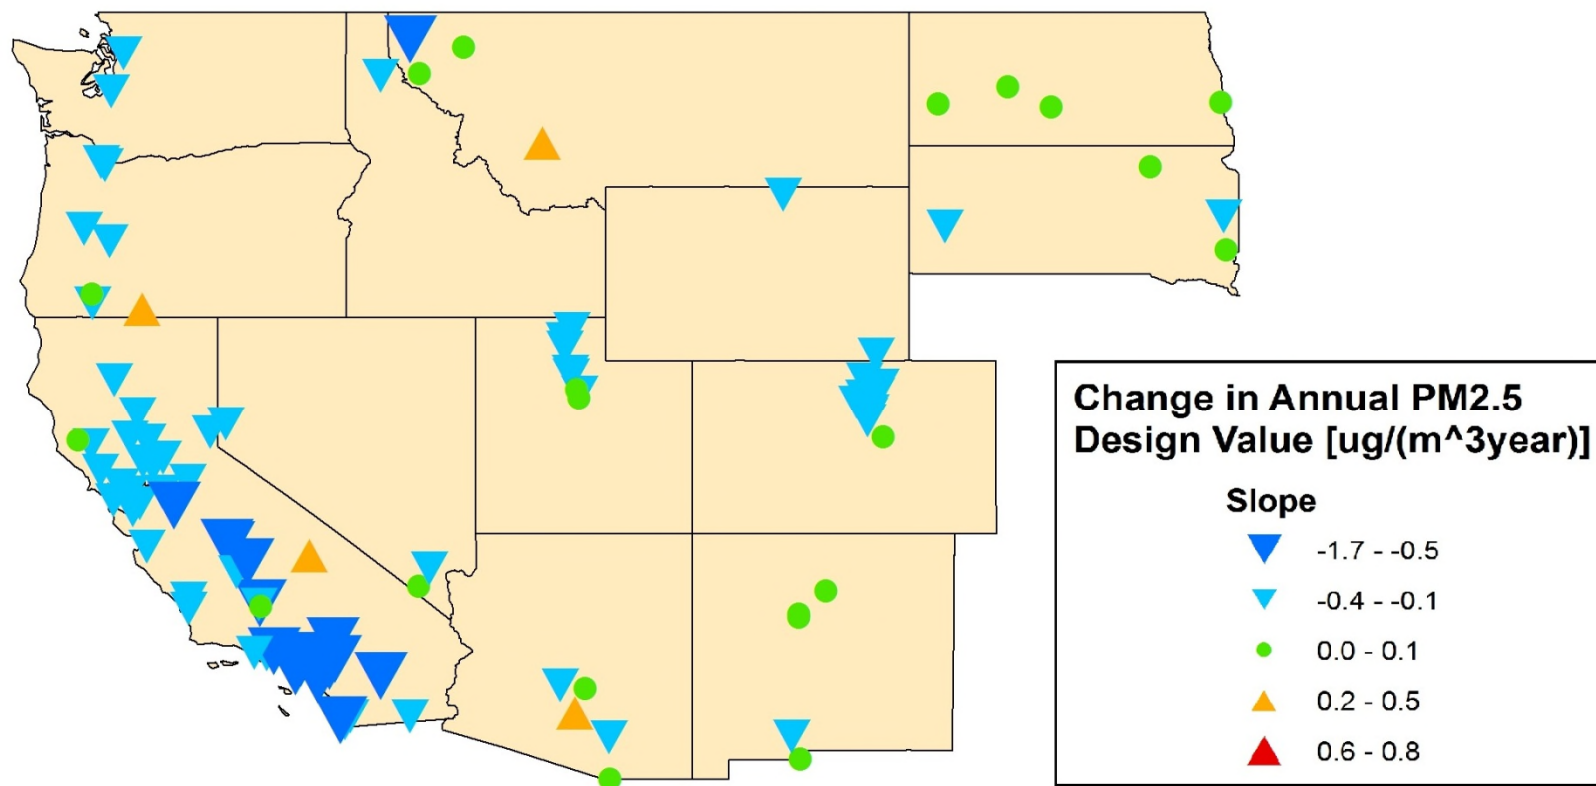 Change in Annual PM2.5
Design Value [ug/(m^3year)]
Slope
-1.7 - -0.5
-0.4 - -0.1
0.0 - 0.1
0.2 - 0.5
0.6 - 0.8